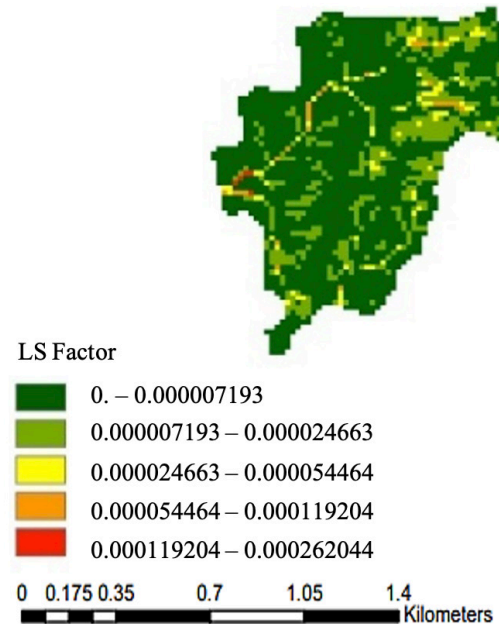 LS Factor
0. – 0.000007193
0.000007193 – 0.000024663
0.000024663 – 0.000054464
0.000054464 – 0.000119204
0.000119204 – 0.000262044
0 0.175 0.35 0.7 1.05 1.4
Kilometers